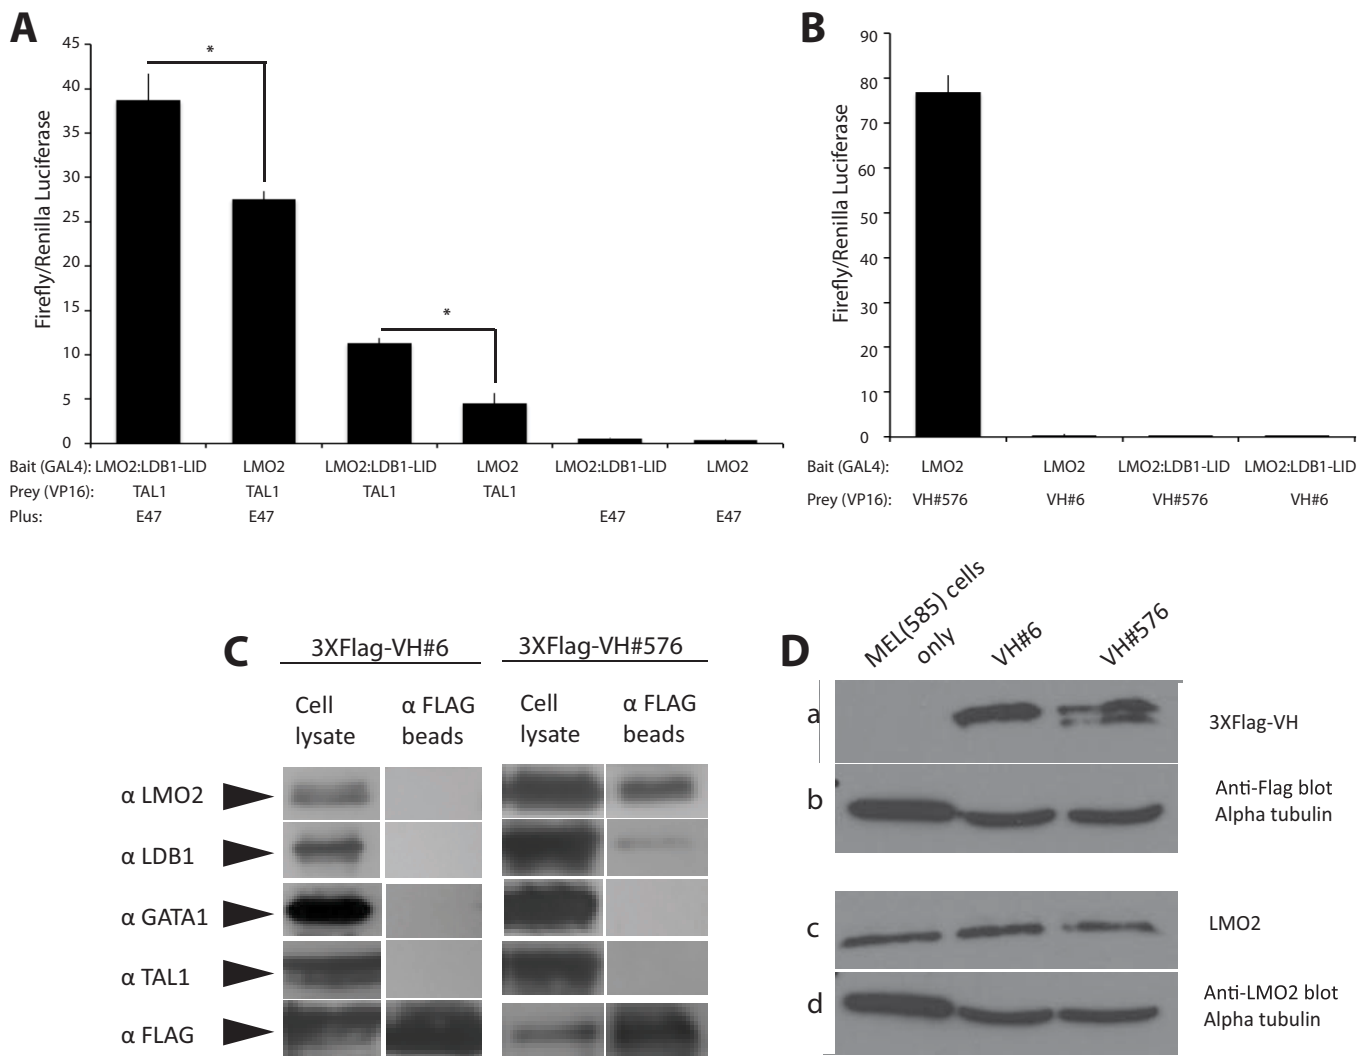 A
45
40
35
30
25
20
15
10
5
0
Firefly/Renilla Luciferase
*
*
Bait (GAL4): LMO2:LDB1-LID LMO2 LMO2:LDB1-LID LMO2 LMO2:LDB1-LID LMO2
Prey (VP16): TAL1 TAL1 TAL1 TAL1
Plus: E47 E47 E47 E47
B
90
80
70
60
50
40
30
20
10
0
Firefly/Renilla Luciferase
Bait (GAL4): LMO2 LMO2 LMO2:LDB1-LID LMO2:LDB1-LID
Prey (VP16): VH#576 VH#6 VH#576 VH#6
C
3XFlag-VH#6 3XFlag-VH#576
Cell lysate
α FLAG beads
Cell lysate
α FLAG beads
α LMO2
α LDB1
α GATA1
α TAL1
α FLAG
D
MEL(585) cells only
VH#6
VH#576
a
3XFlag-VH
b
Anti-Flag blot
Alpha tubulin
c
LMO2
d
Anti-LMO2 blot
Alpha tubulin